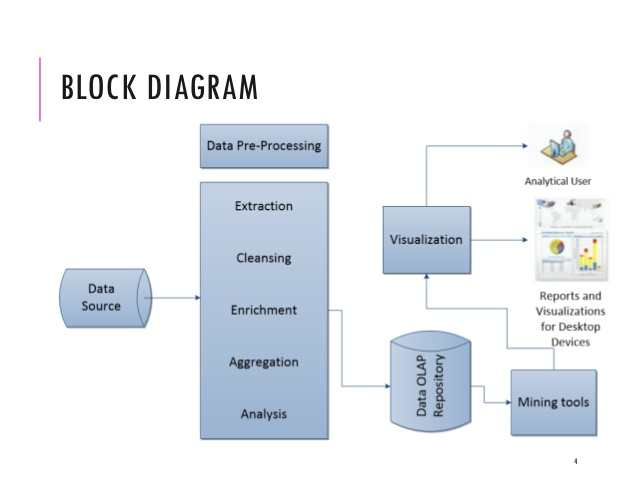 BLOCK DIAGRAM
Data Pre-Processing
Extraction
Cleansing
Enrichment
Aggregation
Analysis
Data
Source
Visualization
Analytical User
Reports and
Visualizations
for Desktop
Devices
Data OLAP
Repository
Mining tools
4